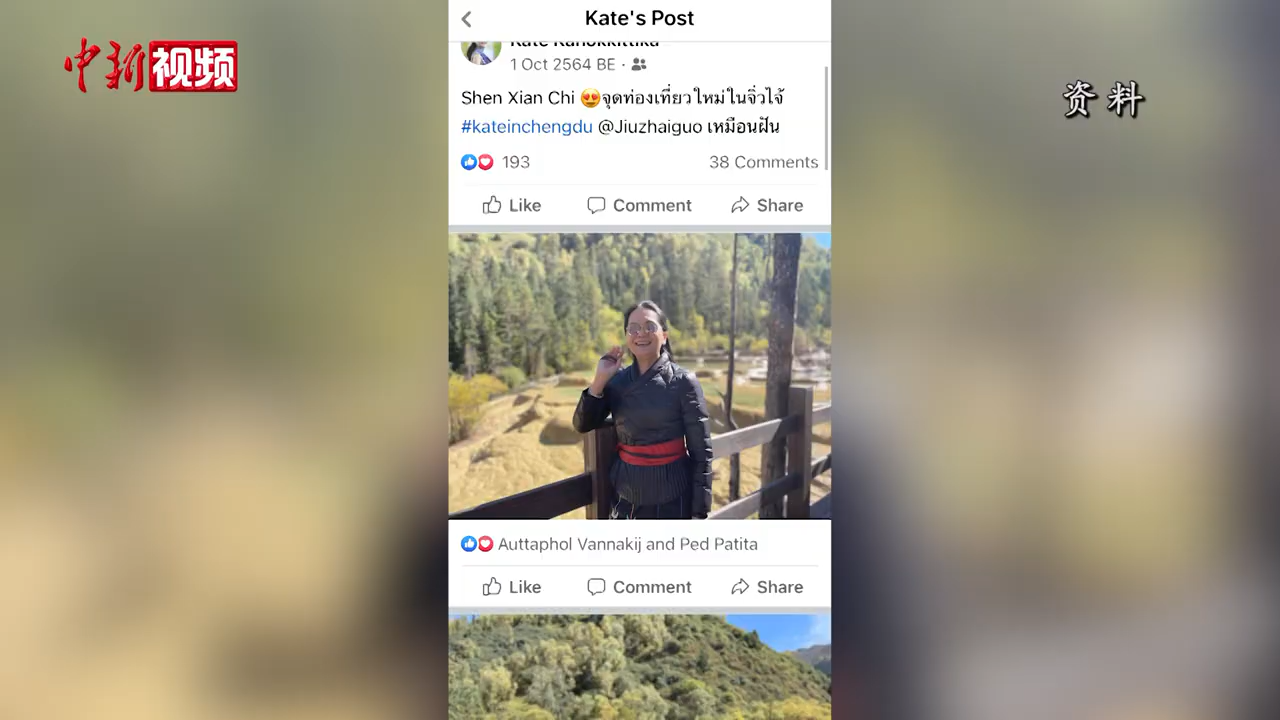 中新视频
资料
Kate's Post
Kate Kanokkittika
1 Oct 2564 BE ·
Shen Xian Chi 😍จุดท่องเที่ยวใหม่ในจิ่วไจ้
#kateinchengdu @Jiuzhaiguo เหมือนฝัน
193 38 Comments
Like Comment Share
Auttaphol Vannakij and Ped Patita
Like Comment Share